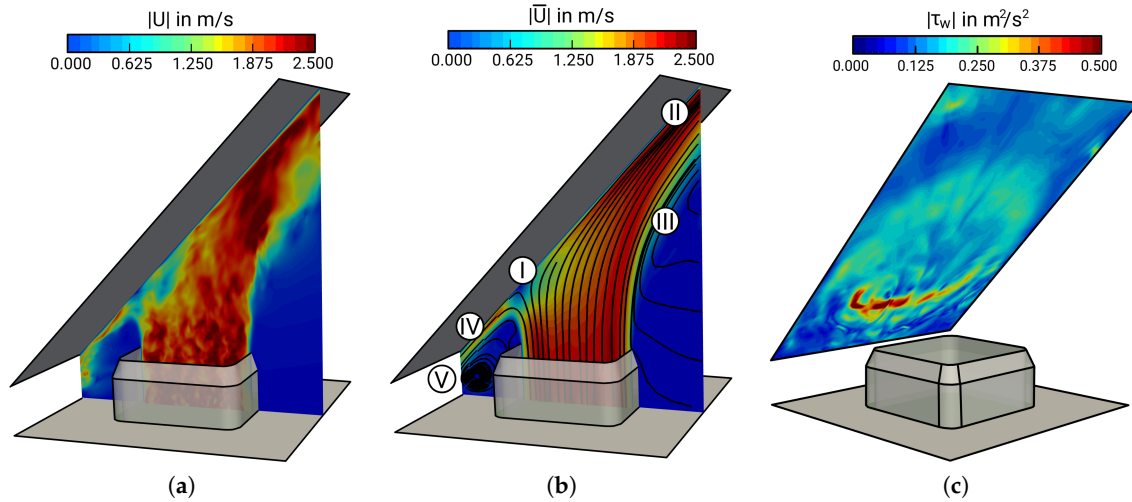 |U| in m/s
0.000 0.625 1.250 1.875 2.500
|U̅| in m/s
0.000 0.625 1.250 1.875 2.500
|τw| in m²/s²
0.000 0.125 0.250 0.375 0.500
II
III
I
IV
V
(a) (b) (c)